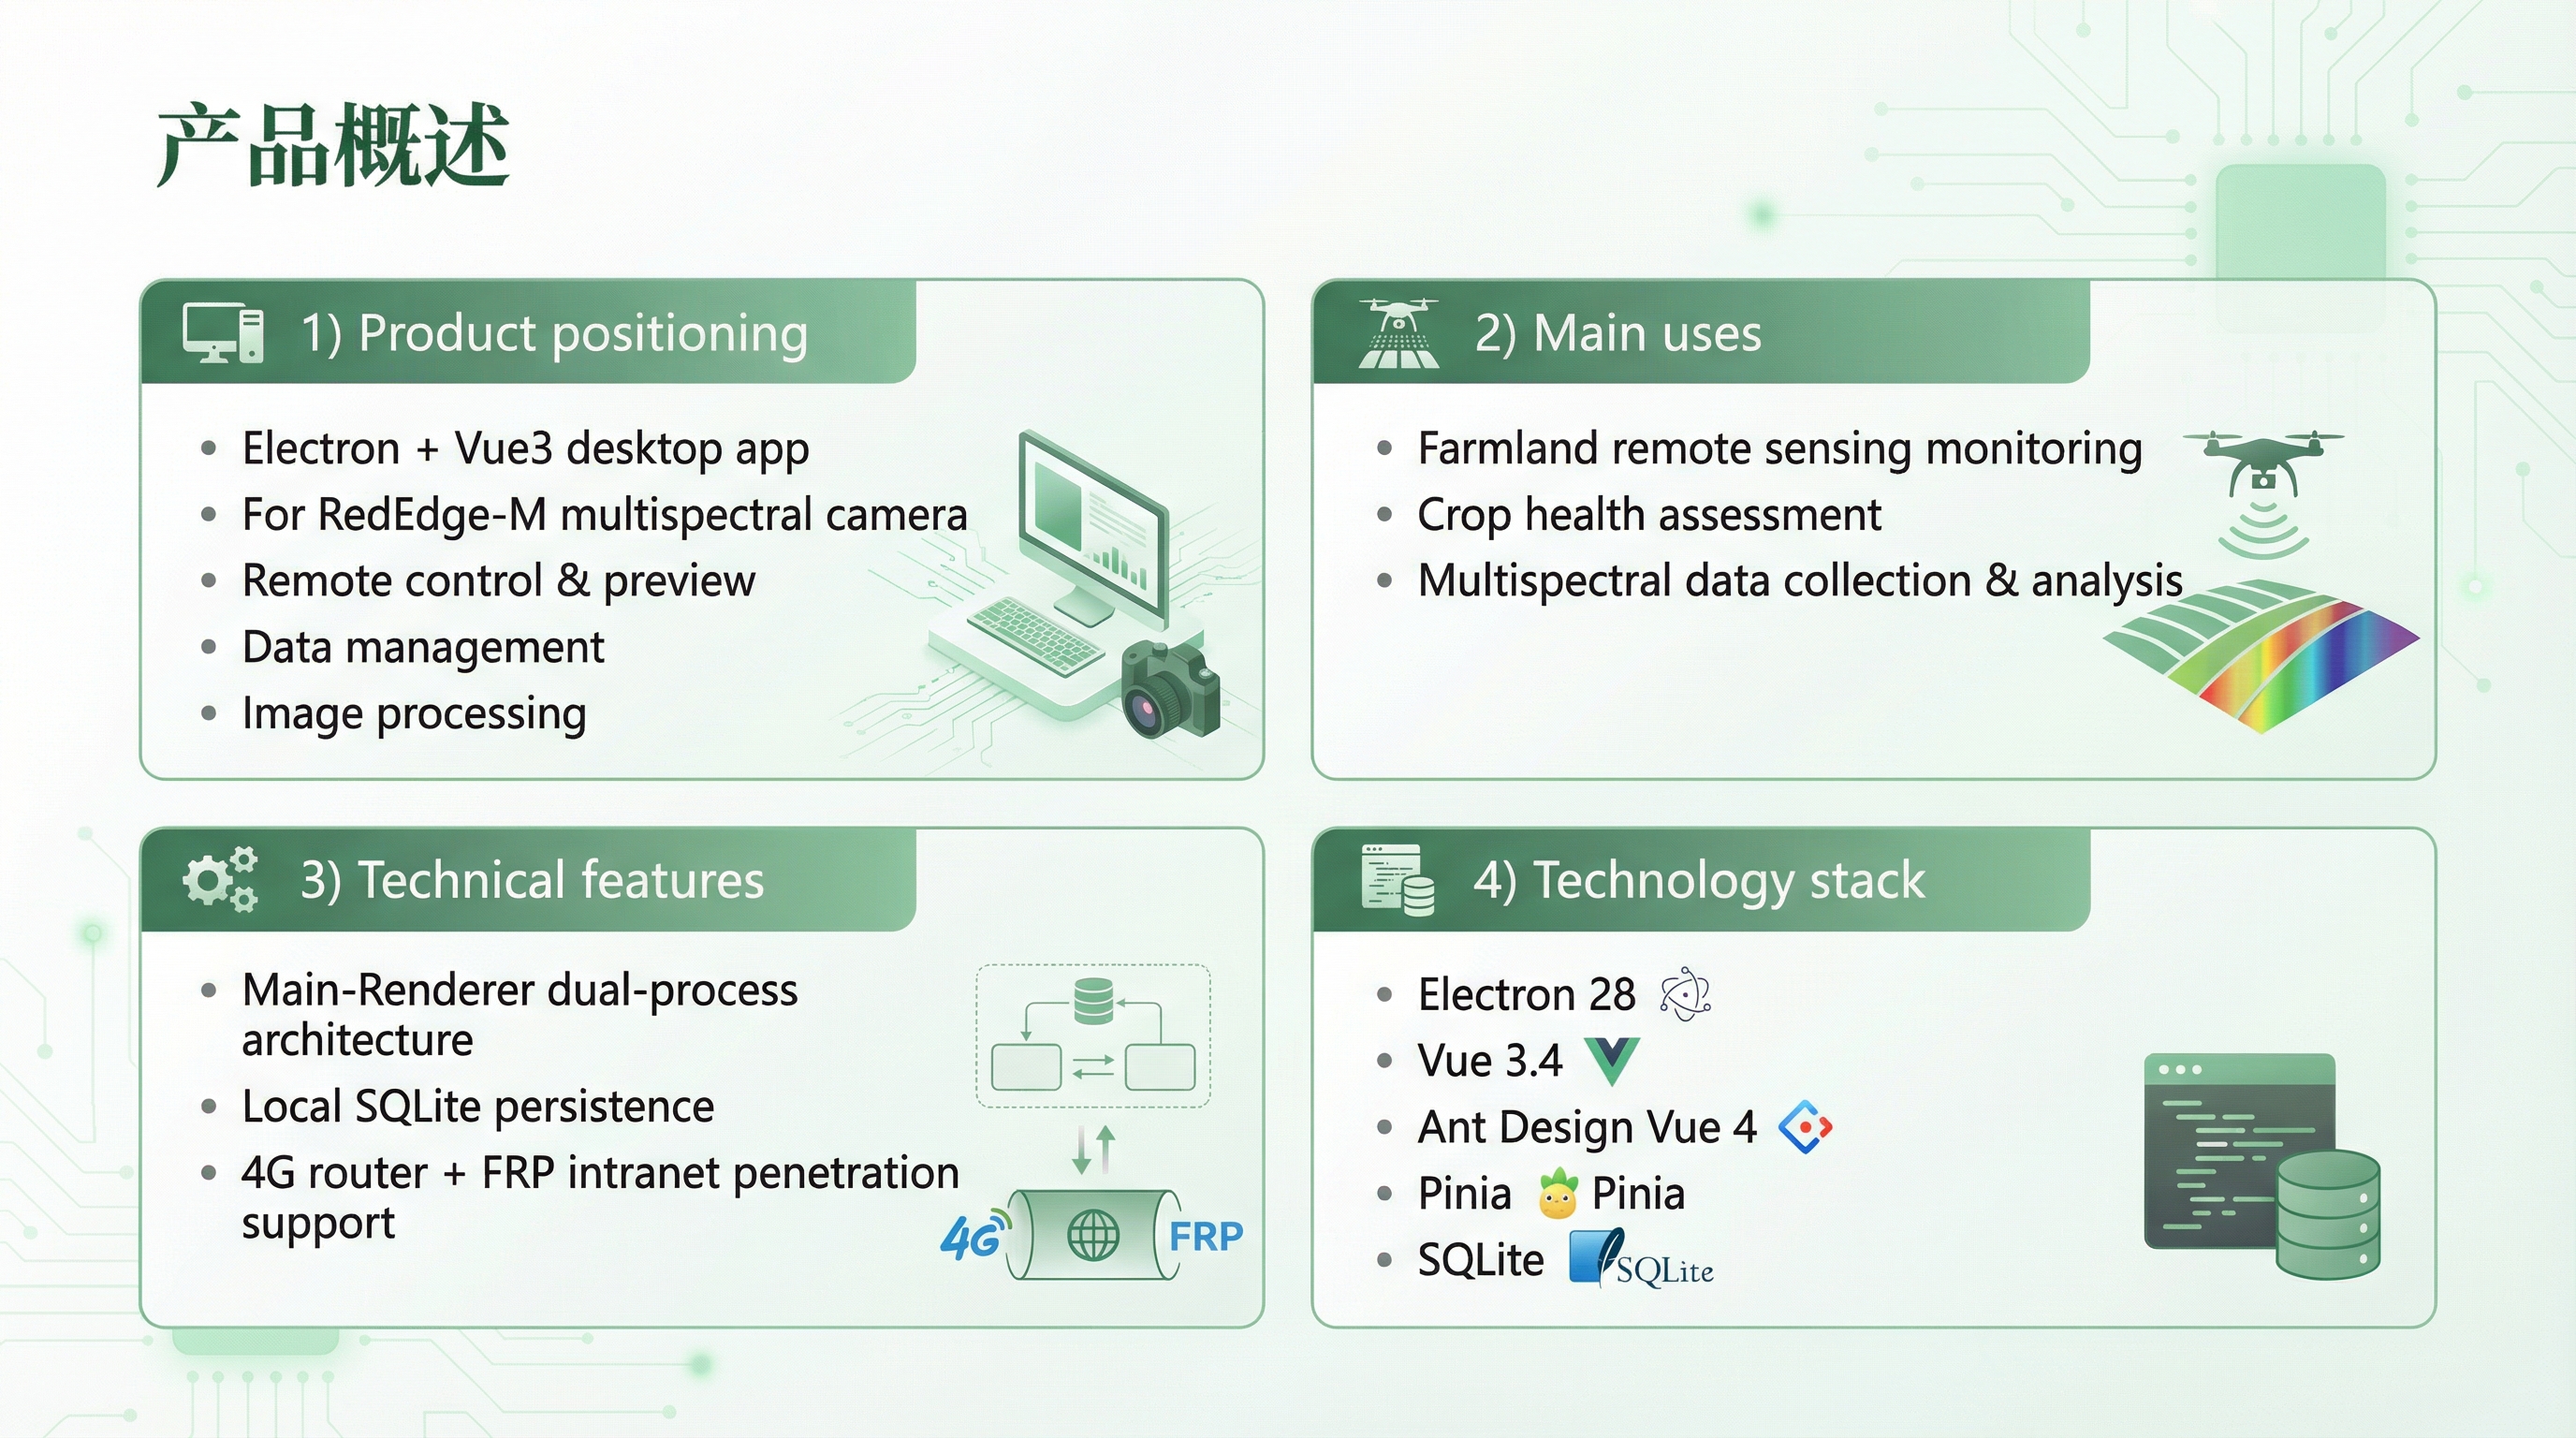 产品概述
1) Product positioning
• Electron + Vue3 desktop app
• For RedEdge-M multispectral camera
• Remote control & preview
• Data management
• Image processing
2) Main uses
• Farmland remote sensing monitoring
• Crop health assessment
• Multispectral data collection & analysis
3) Technical features
• Main-Renderer dual-process
architecture
• Local SQLite persistence
• 4G router + FRP intranet penetration
support
4G
FRP
4) Technology stack
• Electron 28
• Vue 3.4
• Ant Design Vue 4
• Pinia Pinia
• SQLite SQLite